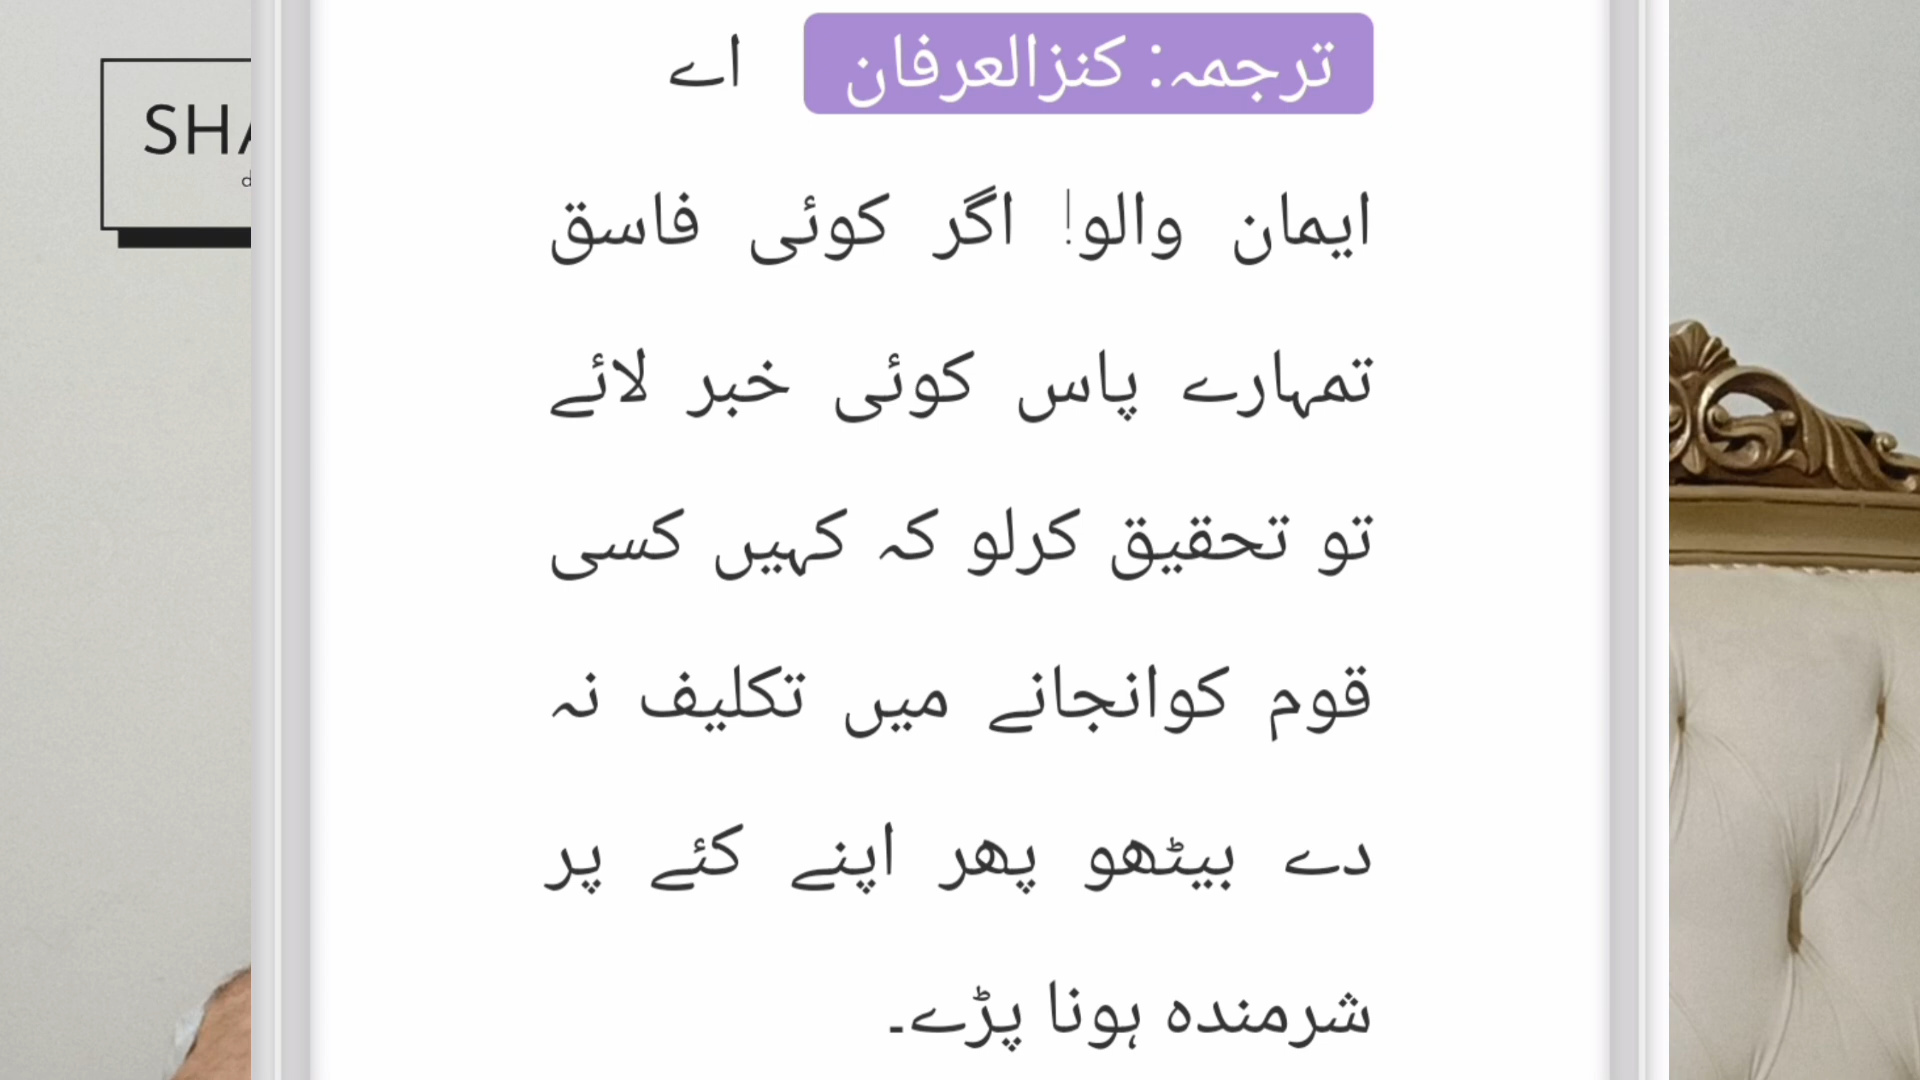 SHA
d
ترجمہ: کنزالعرفان اے
ایمان والو! اگر کوئی فاسق
تمہارے پاس کوئی خبر لائے
تو تحقیق کرلو کہ کہیں کسی
قوم کوانجانے میں تکلیف نہ
دے بیٹھو پھر اپنے کئے پر
شرمندہ ہونا پڑے۔